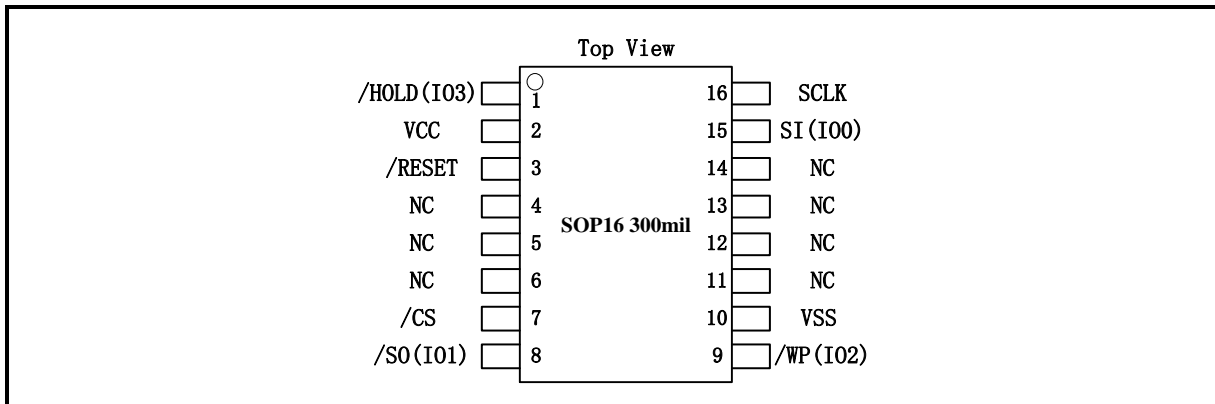 Top View
/HOLD(IO3) 1 16 SCLK
VCC 2 15 SI(IO0)
/RESET 3 14 NC
NC 4 13 NC
SOP16 300mil
NC 5 12 NC
NC 6 11 NC
/CS 7 10 VSS
/SO(IO1) 8 9 /WP(IO2)